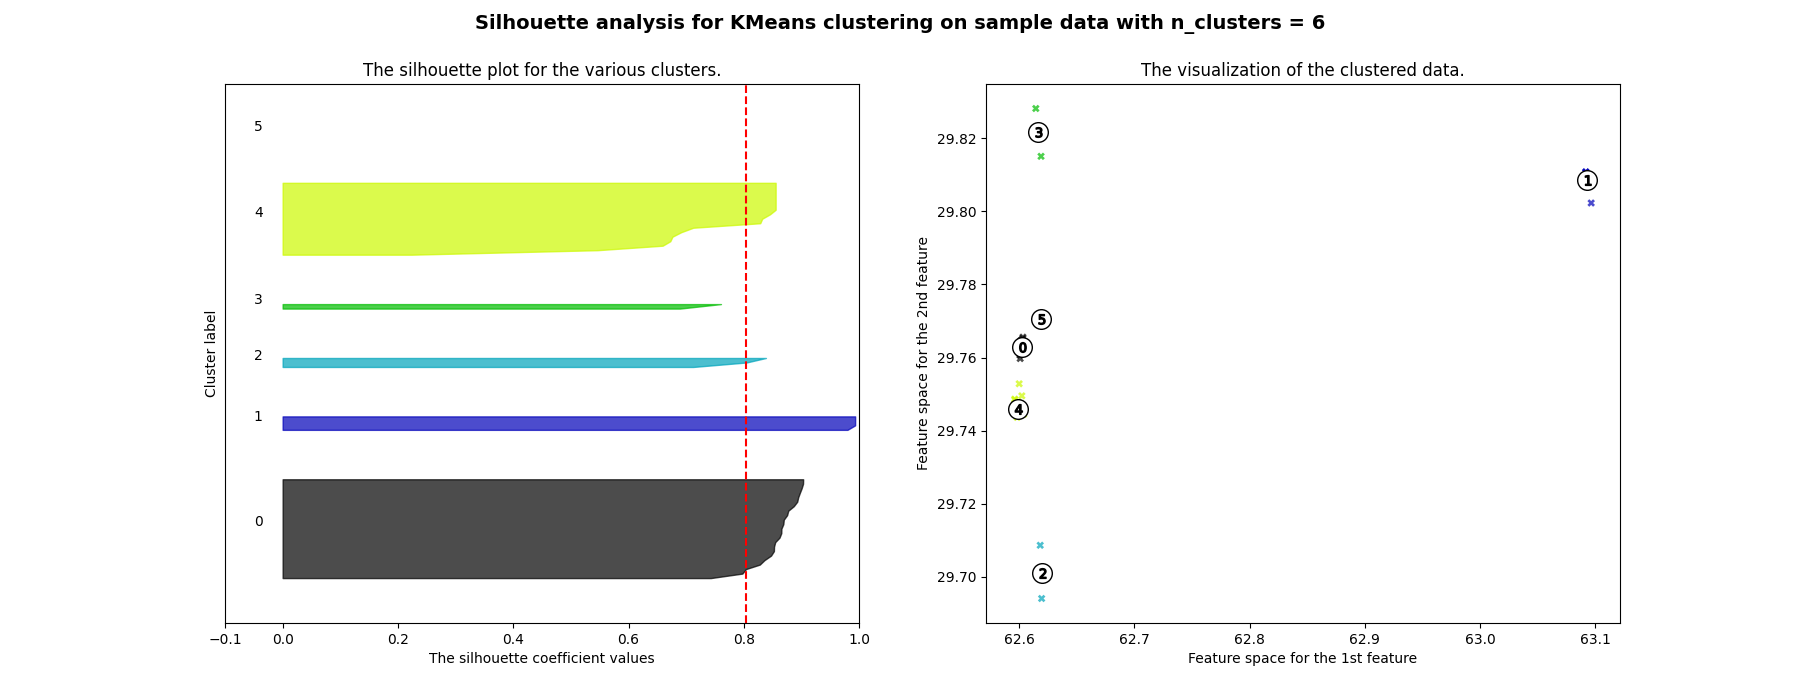 Silhouette analysis for KMeans clustering on sample data with n_clusters = 6
The silhouette plot for the various clusters.
Cluster label
5
4
3
2
1
0
−0.1 0.0 0.2 0.4 0.6 0.8 1.0
The silhouette coefficient values
The visualization of the clustered data.
Feature space for the 2nd feature
29.82
29.80
29.78
29.76
29.74
29.72
29.70
3
1
5
0
4
2
62.6 62.7 62.8 62.9 63.0 63.1
Feature space for the 1st feature